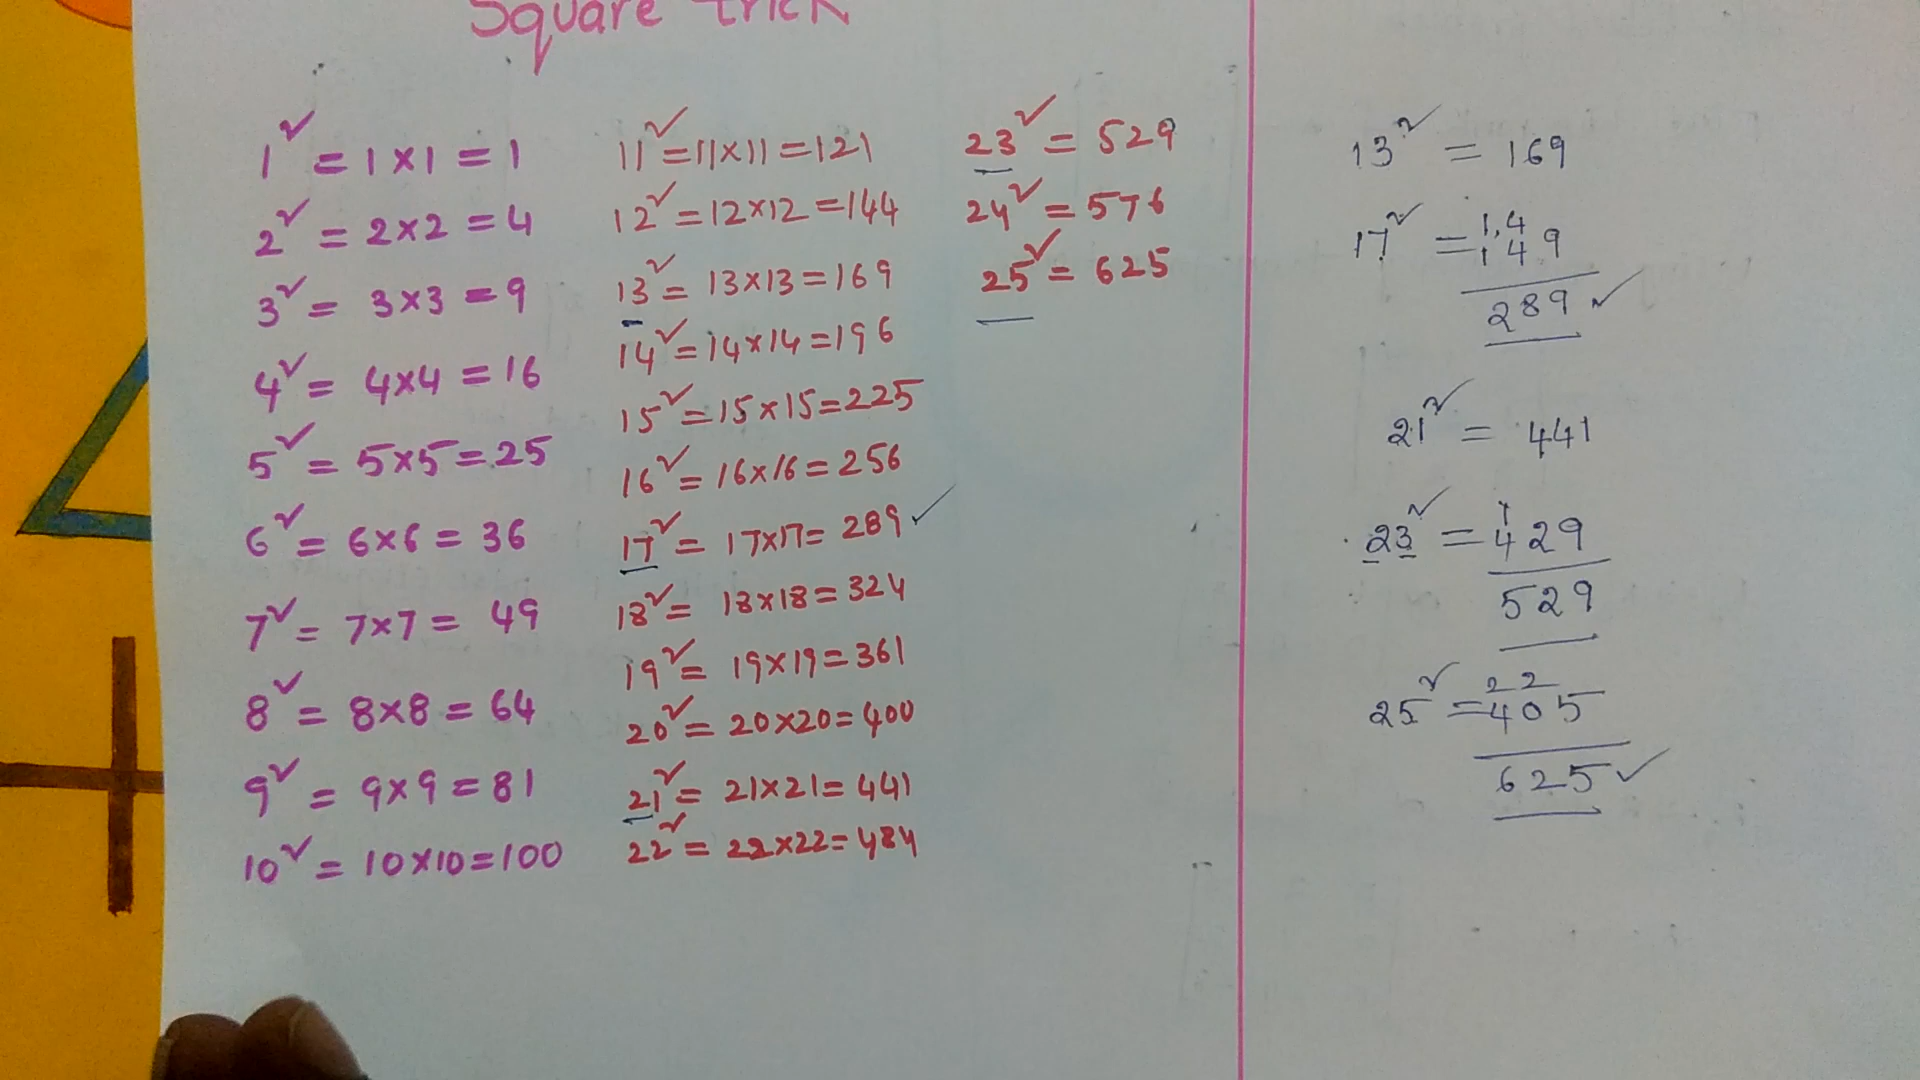 Square trick
1² = 1×1 = 1
2² = 2×2 = 4
3² = 3×3 = 9
4² = 4×4 = 16
5² = 5×5 = 25
6² = 6×6 = 36
7² = 7×7 = 49
8² = 8×8 = 64
9² = 9×9 = 81
10² = 10×10 = 100
11² = 11×11 = 121
12² = 12×12 = 144
13² = 13×13 = 169
14² = 14×14 = 196
15² = 15×15 = 225
16² = 16×16 = 256
17² = 17×17 = 289 ✓
18² = 18×18 = 324
19² = 19×19 = 361
20² = 20×20 = 400
21² = 21×21 = 441
22² = 22×22 = 484
23² = 529
24² = 576
25² = 625
13² = 169
1,4
17² = 149
289 ✓
21² = 441
1
23² = 429
529
22
25² = 405
625 ✓